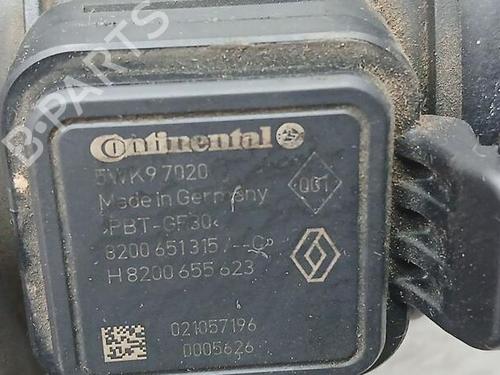 B-PARTS
Continental
5WK9 7020
001
Made in Germany
>PBT-GF30<
8200 651 315 / --C
H 8200 655 623
021057196
0005626